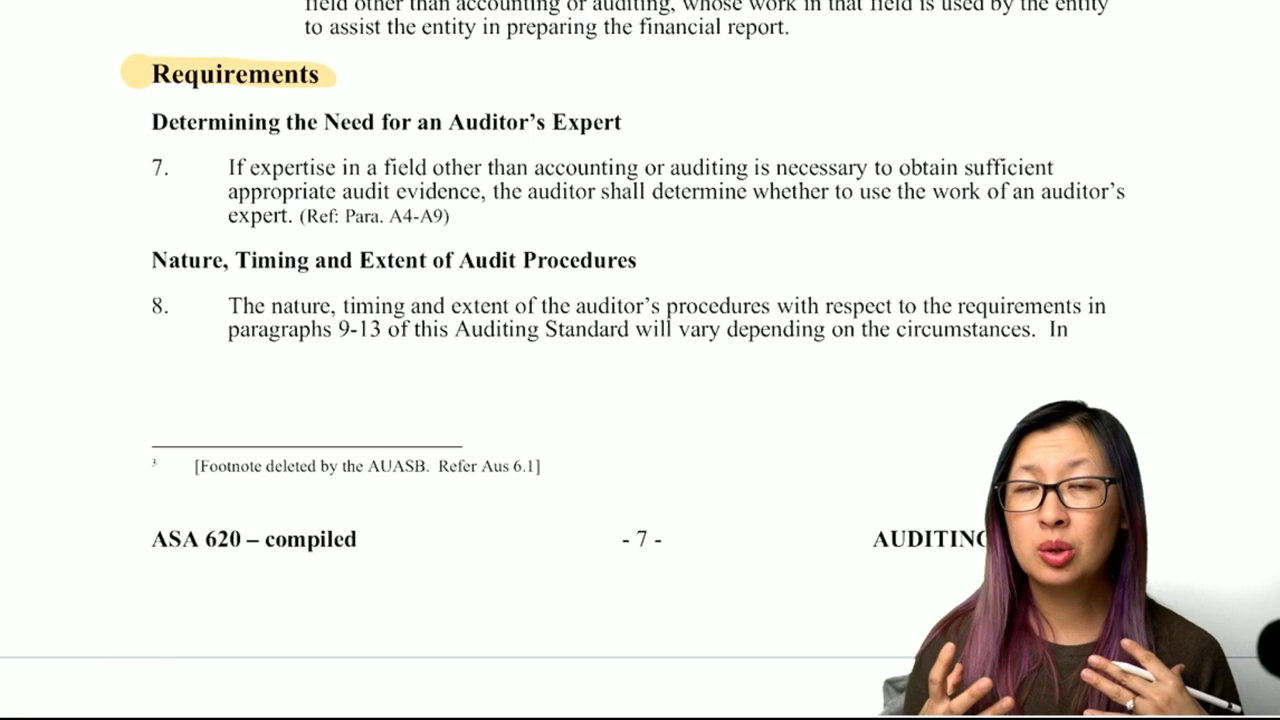 field other than accounting or auditing, whose work in that field is used by the entity
to assist the entity in preparing the financial report.
Requirements
Determining the Need for an Auditor’s Expert
7. If expertise in a field other than accounting or auditing is necessary to obtain sufficient
appropriate audit evidence, the auditor shall determine whether to use the work of an auditor’s
expert. (Ref: Para. A4-A9)
Nature, Timing and Extent of Audit Procedures
8. The nature, timing and extent of the auditor’s procedures with respect to the requirements in
paragraphs 9-13 of this Auditing Standard will vary depending on the circumstances. In
3 [Footnote deleted by the AUASB. Refer Aus 6.1]
ASA 620 – compiled - 7 - AUDITING